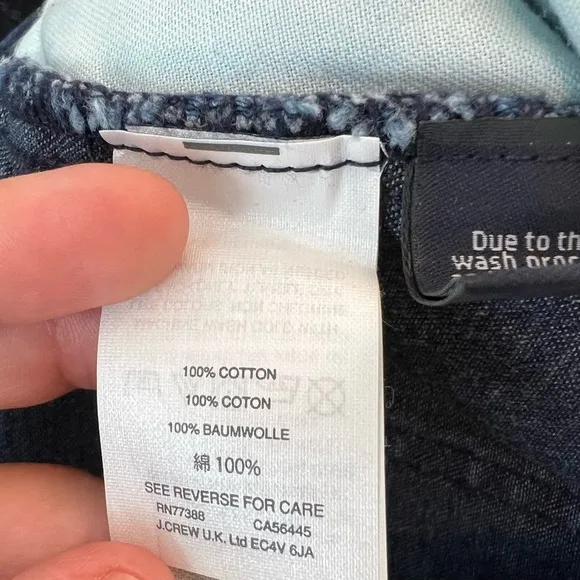 100% COTTON
100% COTON
100% BAUMWOLLE
綿 100%
SEE REVERSE FOR CARE
RN77388 CA56445
J.CREW U.K. Ltd EC4V 6JA
Due to th
wash proc